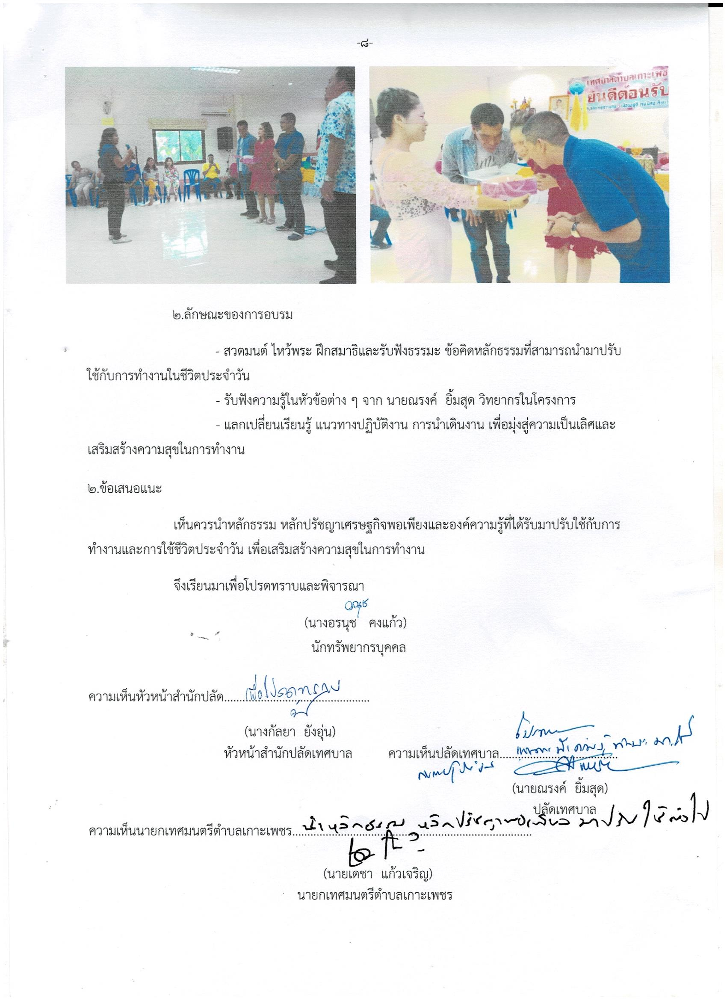 -๘-
เทศบาลตำบลเกาะเพช
ยินดีต้อนรับ
๒.ลักษณะของการอบรม
- สวดมนต์ ไหว้พระ ฝึกสมาธิและรับฟังธรรมะ ข้อคิดหลักธรรมที่สามารถนำมาปรับ
ใช้กับการทำงานในชีวิตประจำวัน
- รับฟังความรู้ในหัวข้อต่าง ๆ จาก นายณรงค์ ยิ้มสุด วิทยากรในโครงการ
- แลกเปลี่ยนเรียนรู้ แนวทางปฏิบัติงาน การนำเดินงาน เพื่อมุ่งสู่ความเป็นเลิศและ
เสริมสร้างความสุขในการทำงาน
๒.ข้อเสนอแนะ
เห็นควรนำหลักธรรม หลักปรัชญาเศรษฐกิจพอเพียงและองค์ความรู้ที่ได้รับมาปรับใช้กับการ
ทำงานและการใช้ชีวิตประจำวัน เพื่อเสริมสร้างความสุขในการทำงาน
จึงเรียนมาเพื่อโปรดทราบและพิจารณา
(นางอรนุช คงแก้ว)
นักทรัพยากรบุคคล
ความเห็นหัวหน้าสำนักปลัด....เพื่อโปรดทราบ....
(นางกัลยา ยังอุ่น)
หัวหน้าสำนักปลัดเทศบาล
ความเห็นปลัดเทศบาล....
(นายณรงค์ ยิ้มสุด)
ปลัดเทศบาล
ความเห็นนายกเทศมนตรีตำบลเกาะเพชร....นำหลักธรรม หลักปรัชญาพอเพียง มาปรับใช้ต่อไป
(นายเดชา แก้วเจริญ)
นายกเทศมนตรีตำบลเกาะเพชร